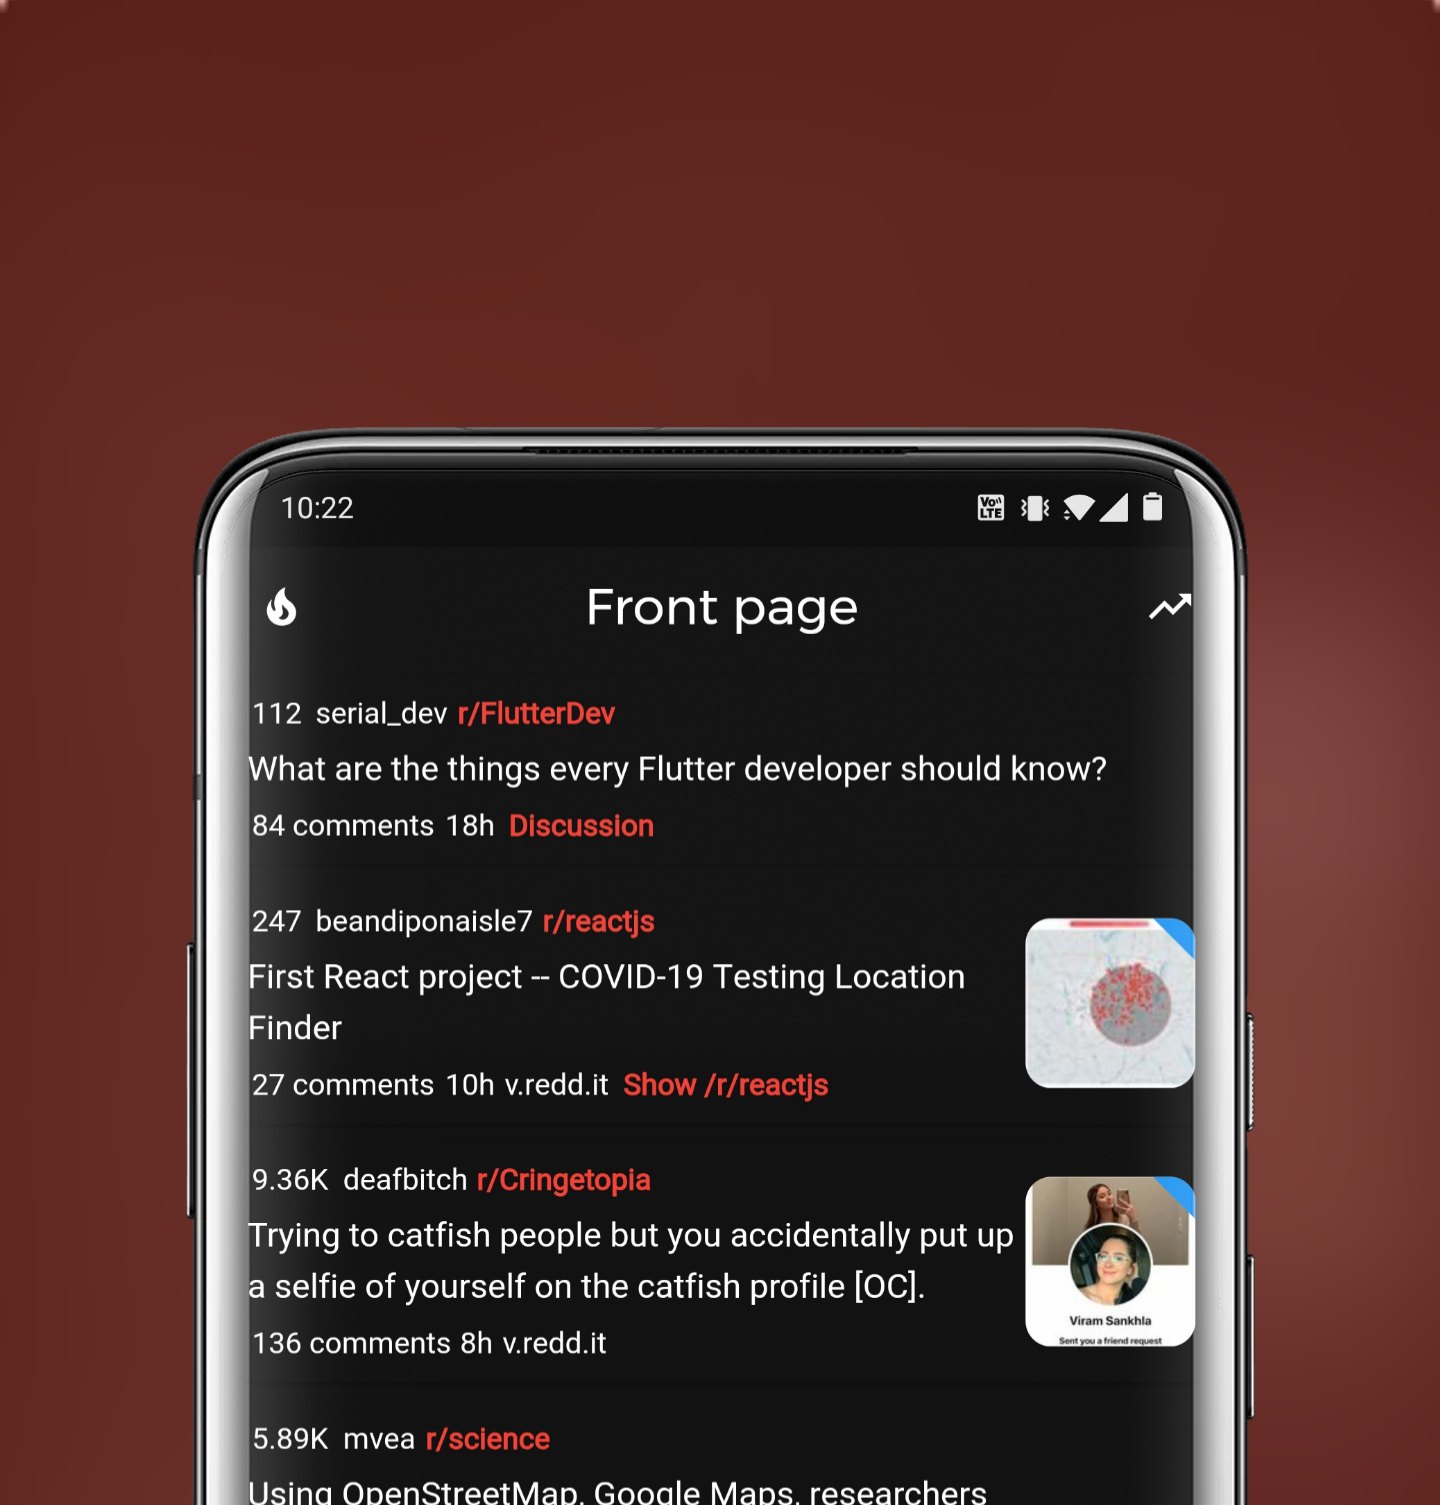 10:22
Vo)) LTE
Front page
112 serial_dev r/FlutterDev
What are the things every Flutter developer should know?
84 comments 18h Discussion
247 beandiponaisle7 r/reactjs
First React project -- COVID-19 Testing Location
Finder
27 comments 10h v.redd.it Show /r/reactjs
9.36K deafbitch r/Cringetopia
Trying to catfish people but you accidentally put up
a selfie of yourself on the catfish profile [OC].
Viram Sankhla
Sent you a friend request
136 comments 8h v.redd.it
5.89K mvea r/science
Using OpenStreetMap, Google Maps, researchers